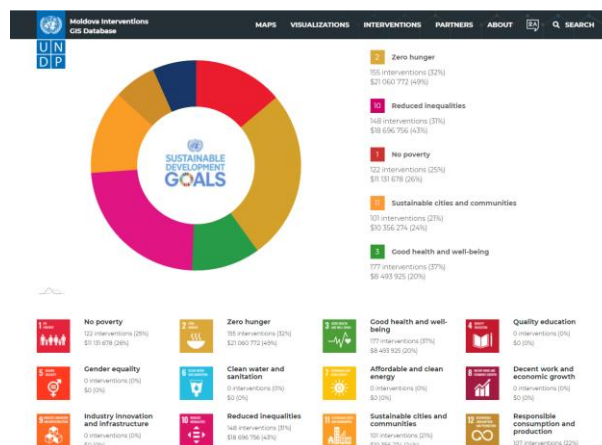 Moldova Interventions
GIS Database
MAPS VISUALIZATIONS INTERVENTIONS PARTNERS ABOUT SEARCH
U N
D P
SUSTAINABLE
DEVELOPMENT
GOALS
2 Zero hunger
155 interventions (32%)
$21 060 772 (49%)
10 Reduced inequalities
148 interventions (31%)
$18 696 756 (43%)
1 No poverty
122 interventions (25%)
$11 131 678 (26%)
11 Sustainable cities and communities
101 interventions (21%)
$10 356 274 (24%)
3 Good health and well-being
177 interventions (37%)
$8 493 925 (20%)
No poverty
122 interventions (25%)
$11 131 678 (26%)
Zero hunger
155 interventions (32%)
$21 060 772 (49%)
Good health and well-
being
177 interventions (37%)
$8 493 925 (20%)
Quality education
0 interventions (0%)
$0 (0%)
Gender equality
0 interventions (0%)
$0 (0%)
Clean water and
sanitation
0 interventions (0%)
$0 (0%)
Affordable and clean
energy
0 interventions (0%)
$0 (0%)
Decent work and
economic growth
0 interventions (0%)
$0 (0%)
Industry innovation
and infrastructure
0 interventions (0%)
$0 (0%)
Reduced inequalities
148 interventions (31%)
$18 696 756 (43%)
Sustainable cities and
communities
101 interventions (21%)
Responsible
consumption and
production
107 interventions (22%)